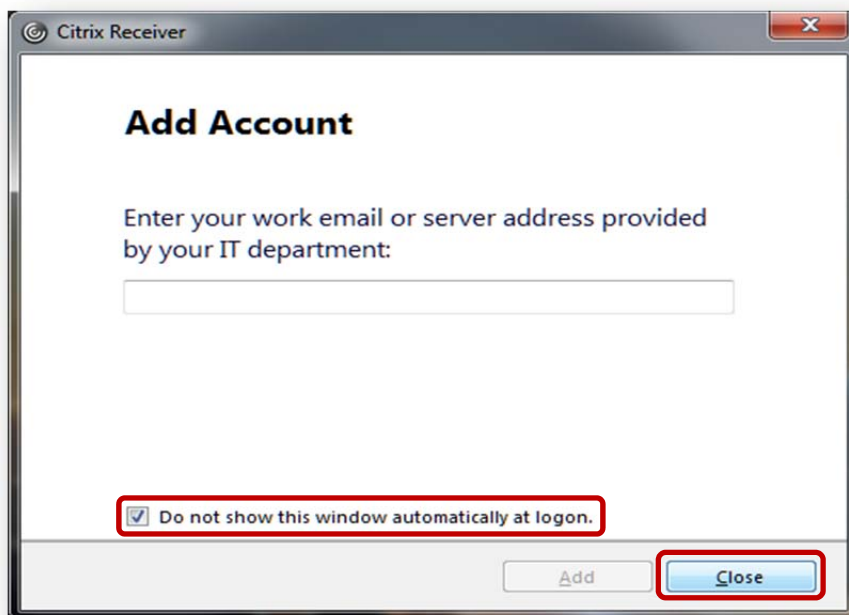 Citrix Receiver
Add Account
Enter your work email or server address provided
by your IT department:
Do not show this window automatically at logon.
Add
Close